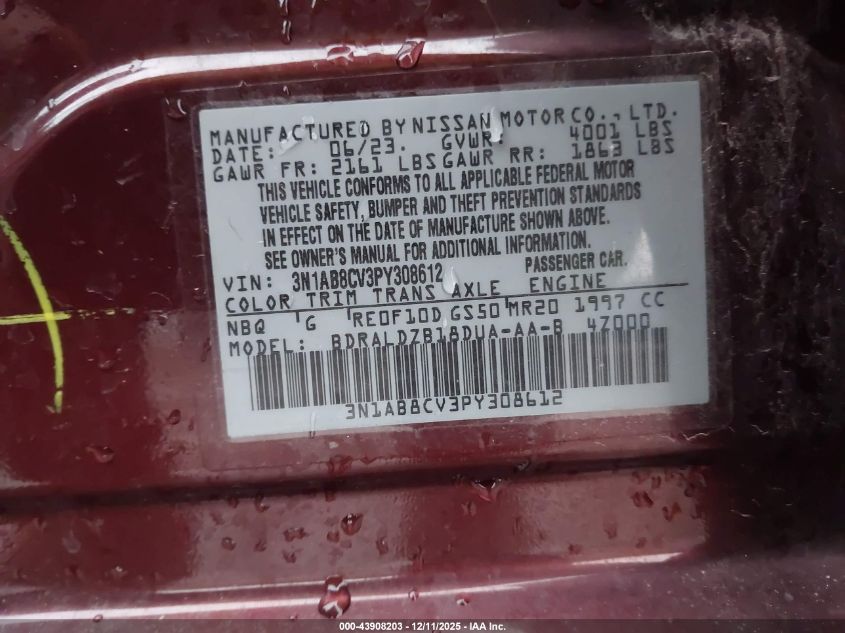 MANUFACTURED BY NISSAN MOTOR CO., LTD.
DATE: 06/23. GVWR: 4001 LBS
GAWR FR: 2161 LBS GAWR RR: 1863 LBS
THIS VEHICLE CONFORMS TO ALL APPLICABLE FEDERAL MOTOR
VEHICLE SAFETY, BUMPER AND THEFT PREVENTION STANDARDS
IN EFFECT ON THE DATE OF MANUFACTURE SHOWN ABOVE.
SEE OWNER'S MANUAL FOR ADDITIONAL INFORMATION.
VIN: 3N1AB8CV3PY308612 PASSENGER CAR.
COLOR TRIM TRANS AXLE ENGINE
NBQ G RE0F10D GS50 MR20 1997 CC
MODEL: BDRALDZB18DUA-AA-B 4Z000
3N1AB8CV3PY308612
000-43908203 - 12/11/2025 - IAA Inc.